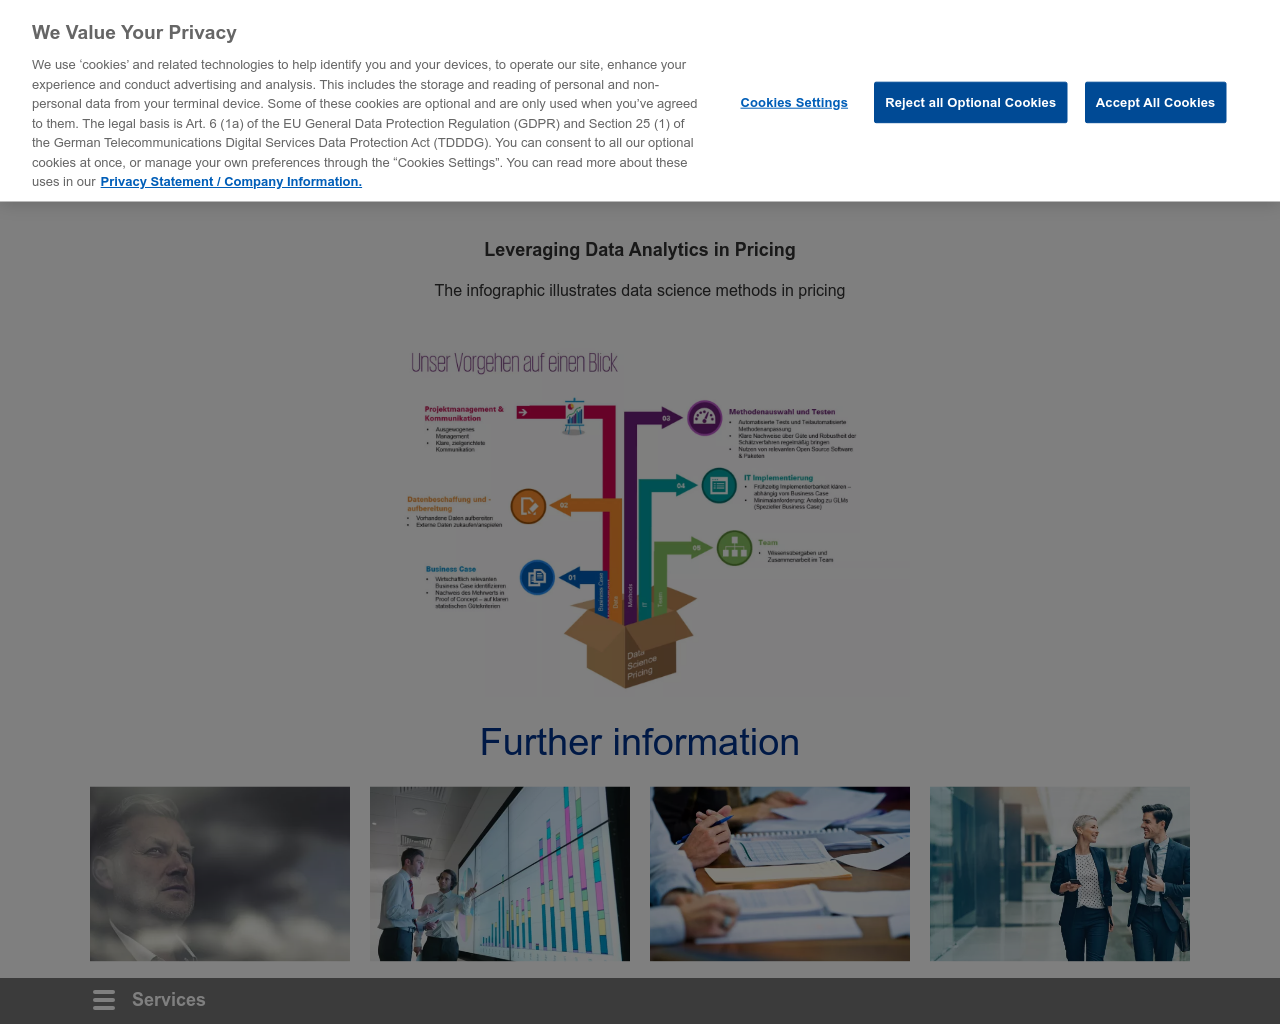 We Value Your Privacy
We use ‘cookies’ and related technologies to help identify you and your devices, to operate our site, enhance your
experience and conduct advertising and analysis. This includes the storage and reading of personal and non-
personal data from your terminal device. Some of these cookies are optional and are only used when you’ve agreed
to them. The legal basis is Art. 6 (1a) of the EU General Data Protection Regulation (GDPR) and Section 25 (1) of
the German Telecommunications Digital Services Data Protection Act (TDDDG). You can consent to all our optional
cookies at once, or manage your own preferences through the “Cookies Settings”. You can read more about these
uses in our Privacy Statement / Company Information.
Cookies Settings
Reject all Optional Cookies
Accept All Cookies
Leveraging Data Analytics in Pricing
The infographic illustrates data science methods in pricing
Unser Vorgehen auf einen Blick
Projektmanagement &
Kommunikation
• Ausgewogenes
Management
• Klare, zielgerichtete
Kommunikation
03
Methodenauswahl und Testen
• Automatisierte Tests und Teilautomatisierte
Methodenanpassung
• Klare Nachweise über Güte und Robustheit der
Schätzverfahren regelmäßig bringen
• Nutzen von relevanten Open Source Software
& Paketen
04
IT Implementierung
• Frühzeitig Implementierbarkeit klären –
abhängig vom Business Case
• Minimalanforderung: Analog zu GLMs
(Spezieller Business Case)
Datenbeschaffung und -
aufbereitung
• Vorhandene Daten aufbereiten
• Externe Daten zukaufen/anspielen
02
05
Team
• Wissensübergaben und
Zusammenarbeit im Team
Business Case
• Wirtschaftlich relevanten
Business Case identifizieren
• Nachweis des Mehrwerts in
Proof of Concept – auf klaren
statistischen Gütekriterien
01
Business Case
Data
Methods
IT
Team
Data
Science
Pricing
Further information
Services